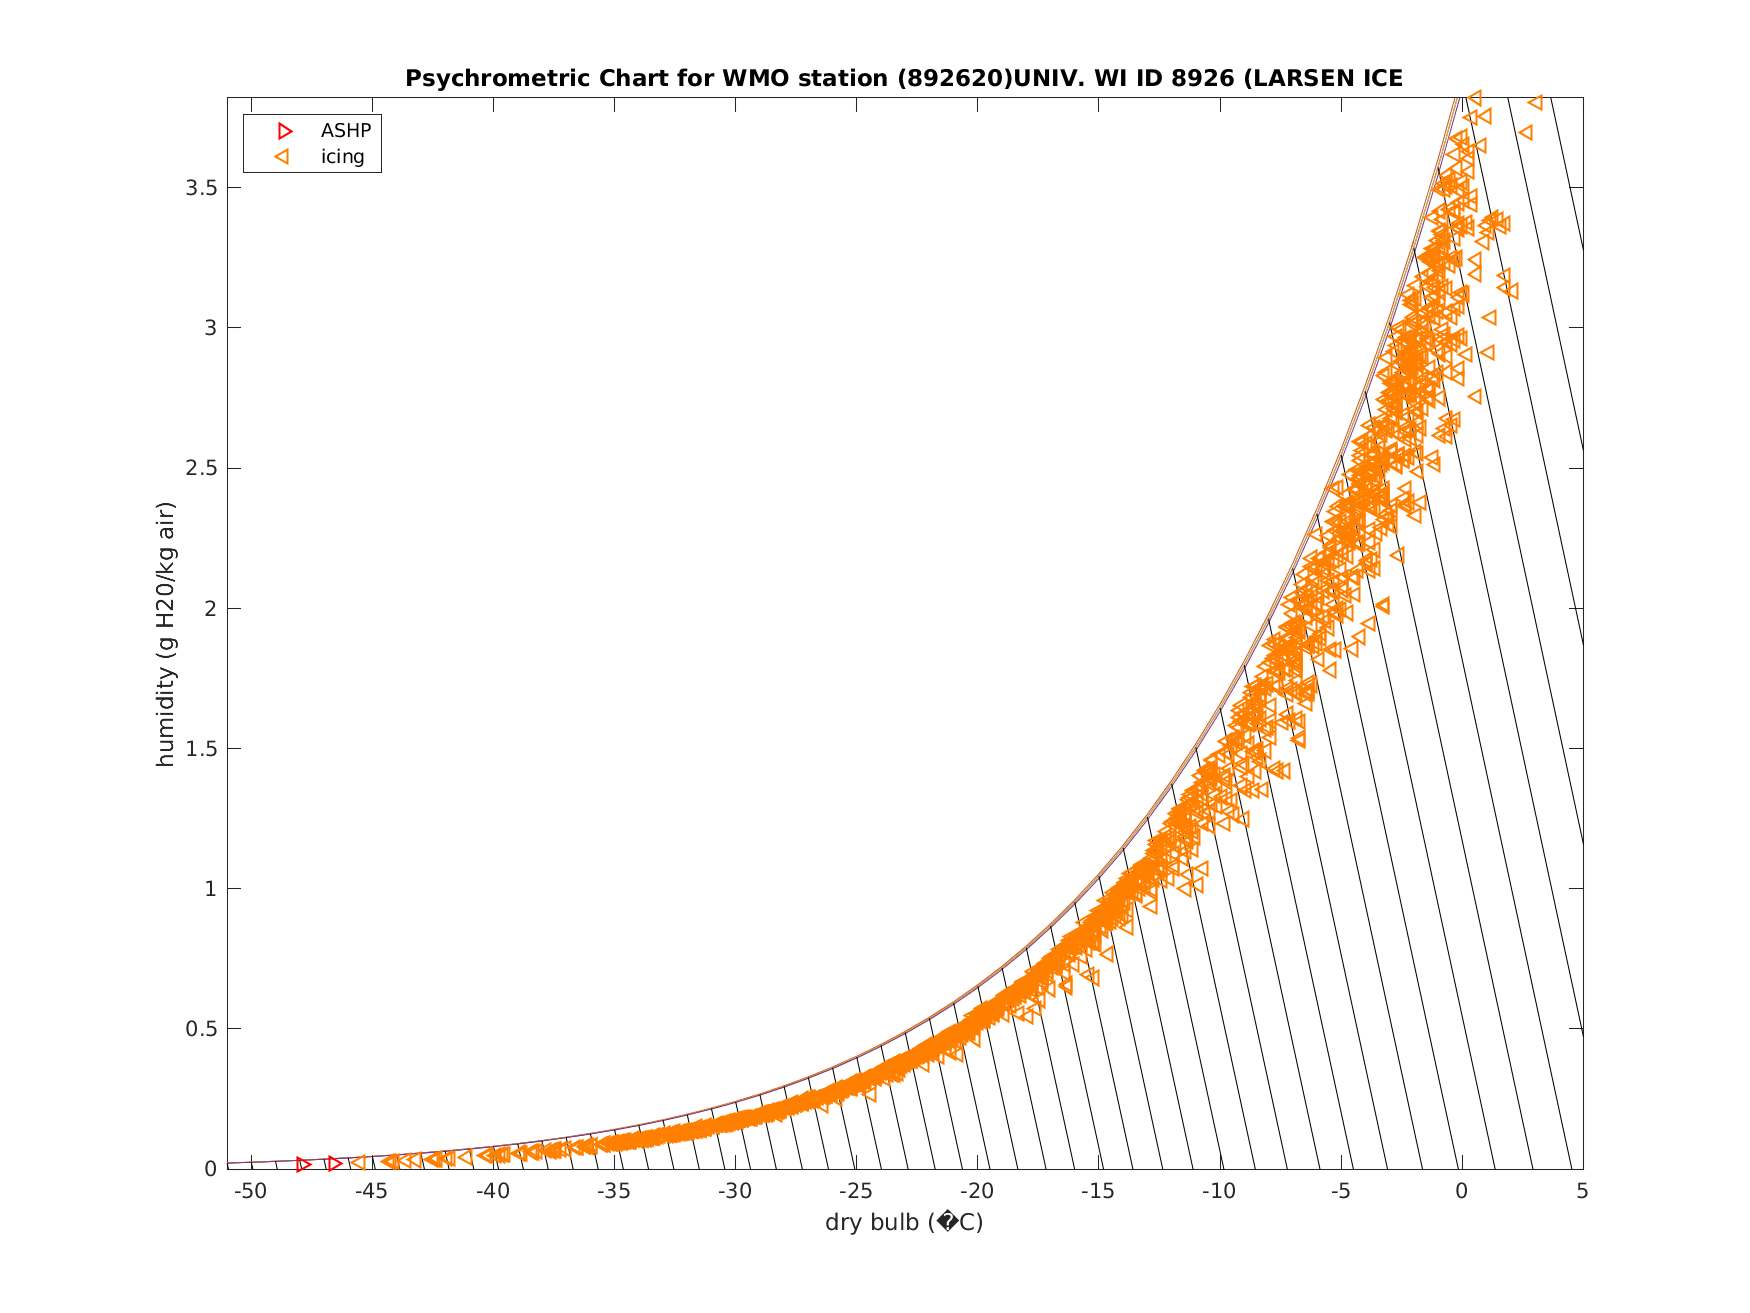 Psychrometric Chart for WMO station (892620)UNIV. WI ID 8926 (LARSEN ICE
ASHP
icing
humidity (g H20/kg air)
3.5
3
2.5
2
1.5
1
0.5
0
-50 -45 -40 -35 -30 -25 -20 -15 -10 -5 0 5
dry bulb (�C)